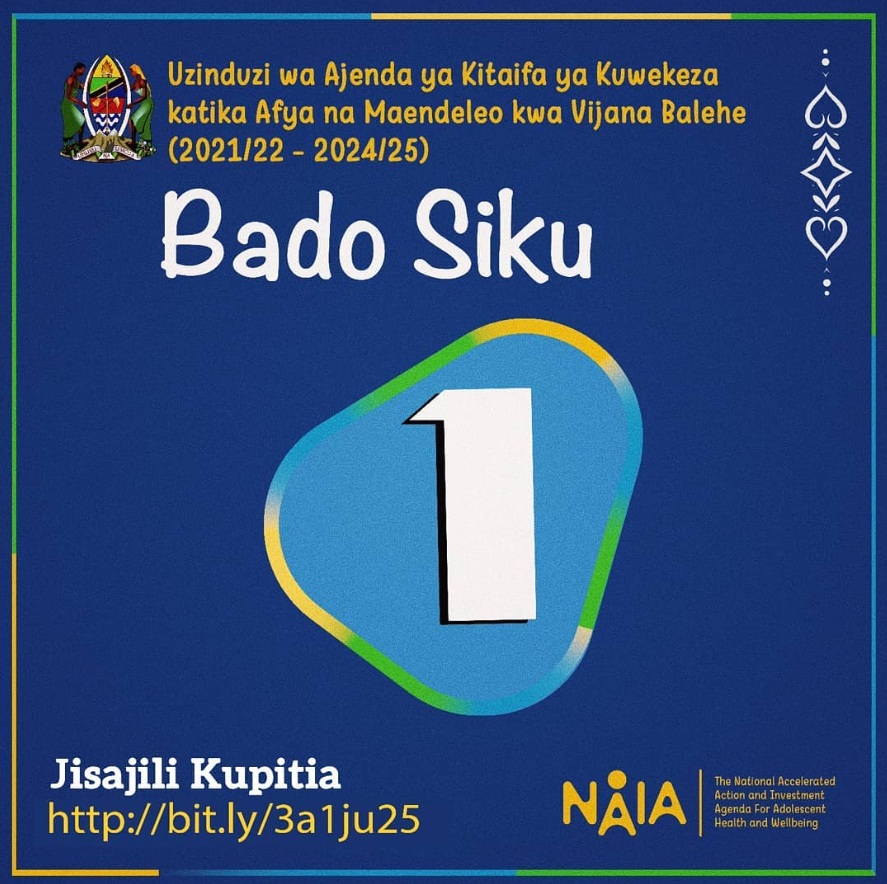 Uzinduzi wa Ajenda ya Kitaifa ya Kuwekeza
katika Afya na Maendeleo kwa Vijana Balehe
(2021/22 - 2024/25)
Bado Siku
1
Jisajili Kupitia
http://bit.ly/3a1ju25
NAIA
The National Accelerated
Action and Investment
Agenda For Adolescent
Health and Wellbeing